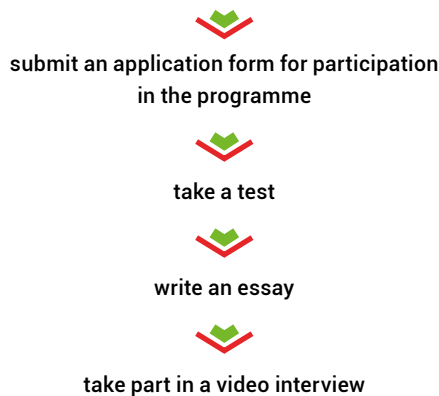 submit an application form for participation
in the programme
take a test
write an essay
take part in a video interview